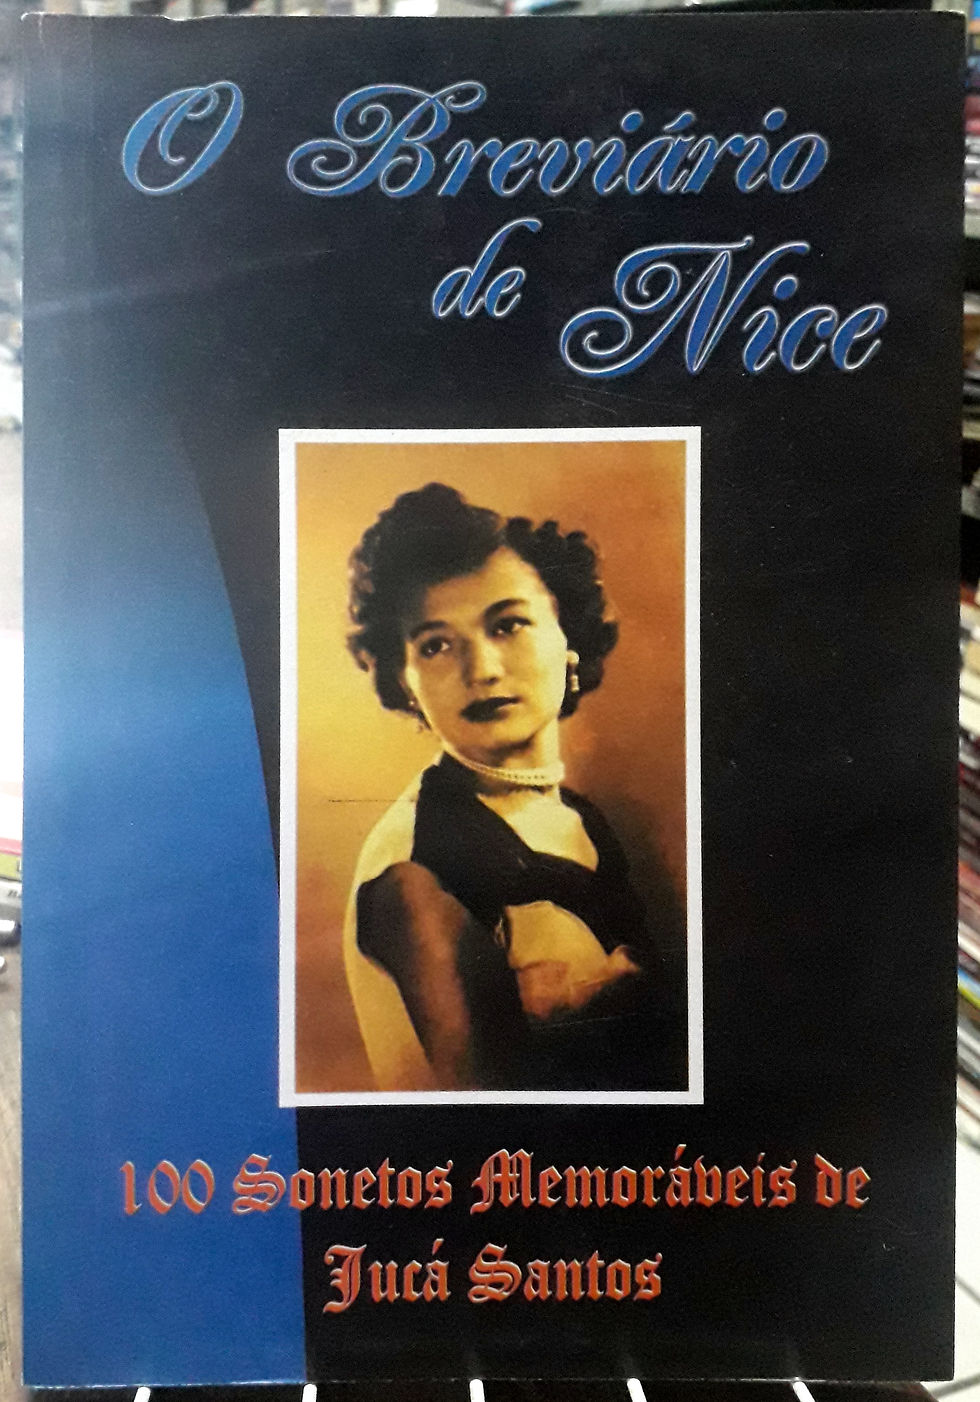 O Breviário
de Nice
100 Sonetos Memoráveis de
Jucá Santos